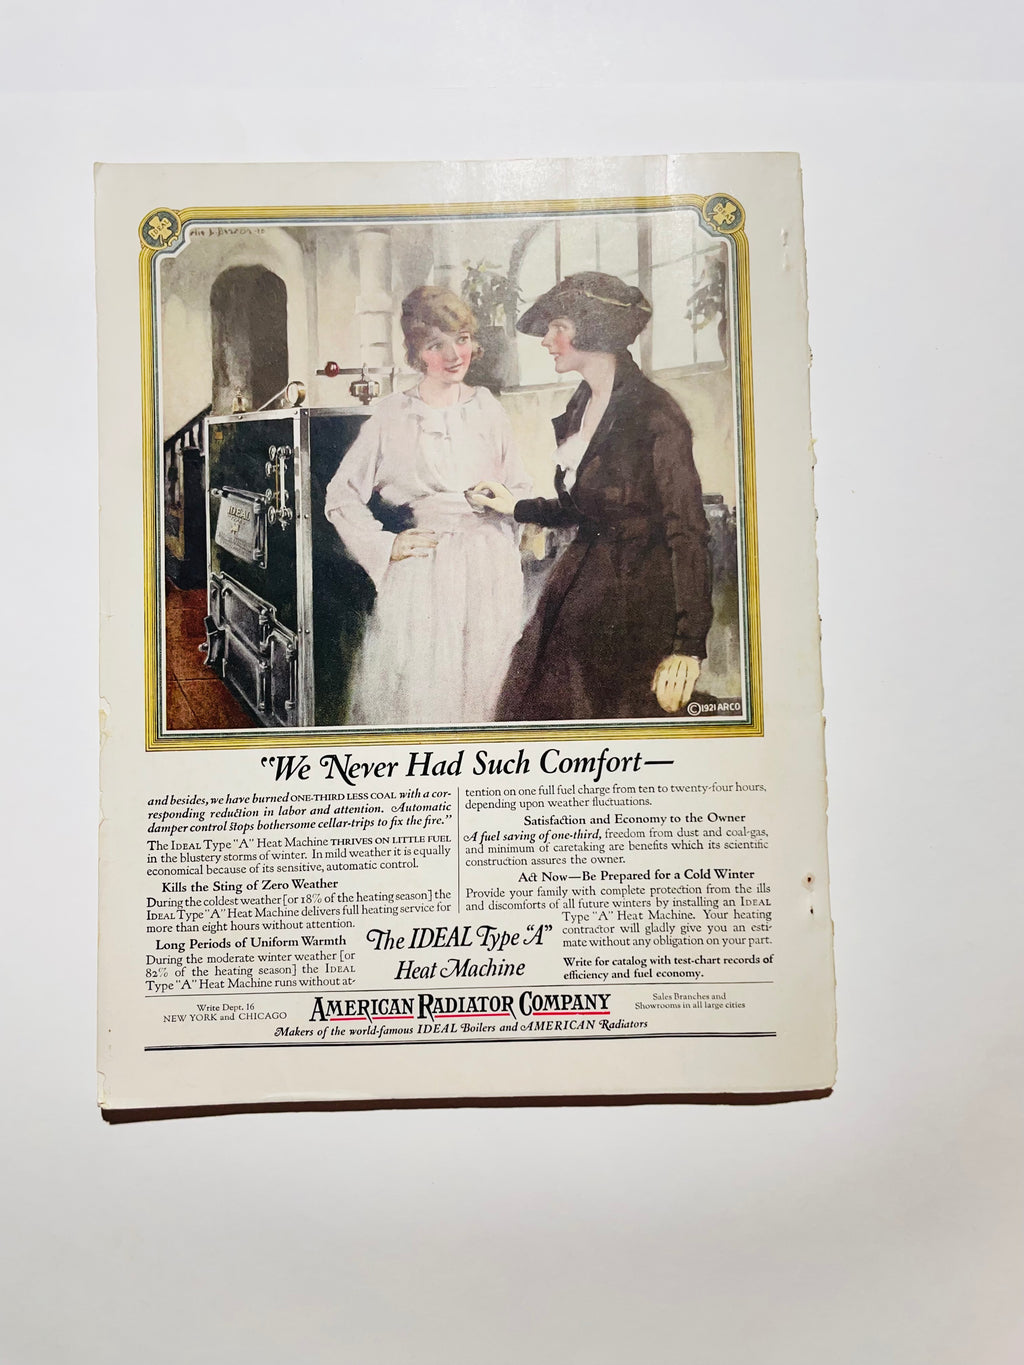 IDEAL
©1921 ARCO
"We Never Had Such Comfort—
and besides, we have burned ONE-THIRD LESS COAL with a cor-
responding reduction in labor and attention. Automatic
damper control stops bothersome cellar-trips to fix the fire."
The IDEAL Type "A" Heat Machine THRIVES ON LITTLE FUEL
in the blustery storms of winter. In mild weather it is equally
economical because of its sensitive, automatic control.
Kills the Sting of Zero Weather
During the coldest weather [or 18% of the heating season] the
IDEAL Type "A" Heat Machine delivers full heating service for
more than eight hours without attention.
Long Periods of Uniform Warmth
During the moderate winter weather [or
82% of the heating season] the IDEAL
Type "A" Heat Machine runs without at-
tention on one full fuel charge from ten to twenty-four hours,
depending upon weather fluctuations.
Satisfaction and Economy to the Owner
A fuel saving of one-third, freedom from dust and coal-gas,
and minimum of caretaking are benefits which its scientific
construction assures the owner.
Act Now—Be Prepared for a Cold Winter
Provide your family with complete protection from the ills
and discomforts of all future winters by installing an IDEAL
Type "A" Heat Machine. Your heating
contractor will gladly give you an esti-
mate without any obligation on your part.
Write for catalog with test-chart records of
efficiency and fuel economy.
The IDEAL Type "A"
Heat Machine
Write Dept. 16
NEW YORK and CHICAGO
AMERICAN RADIATOR COMPANY
Sales Branches and
Showrooms in all large cities
Makers of the world-famous IDEAL Boilers and AMERICAN Radiators